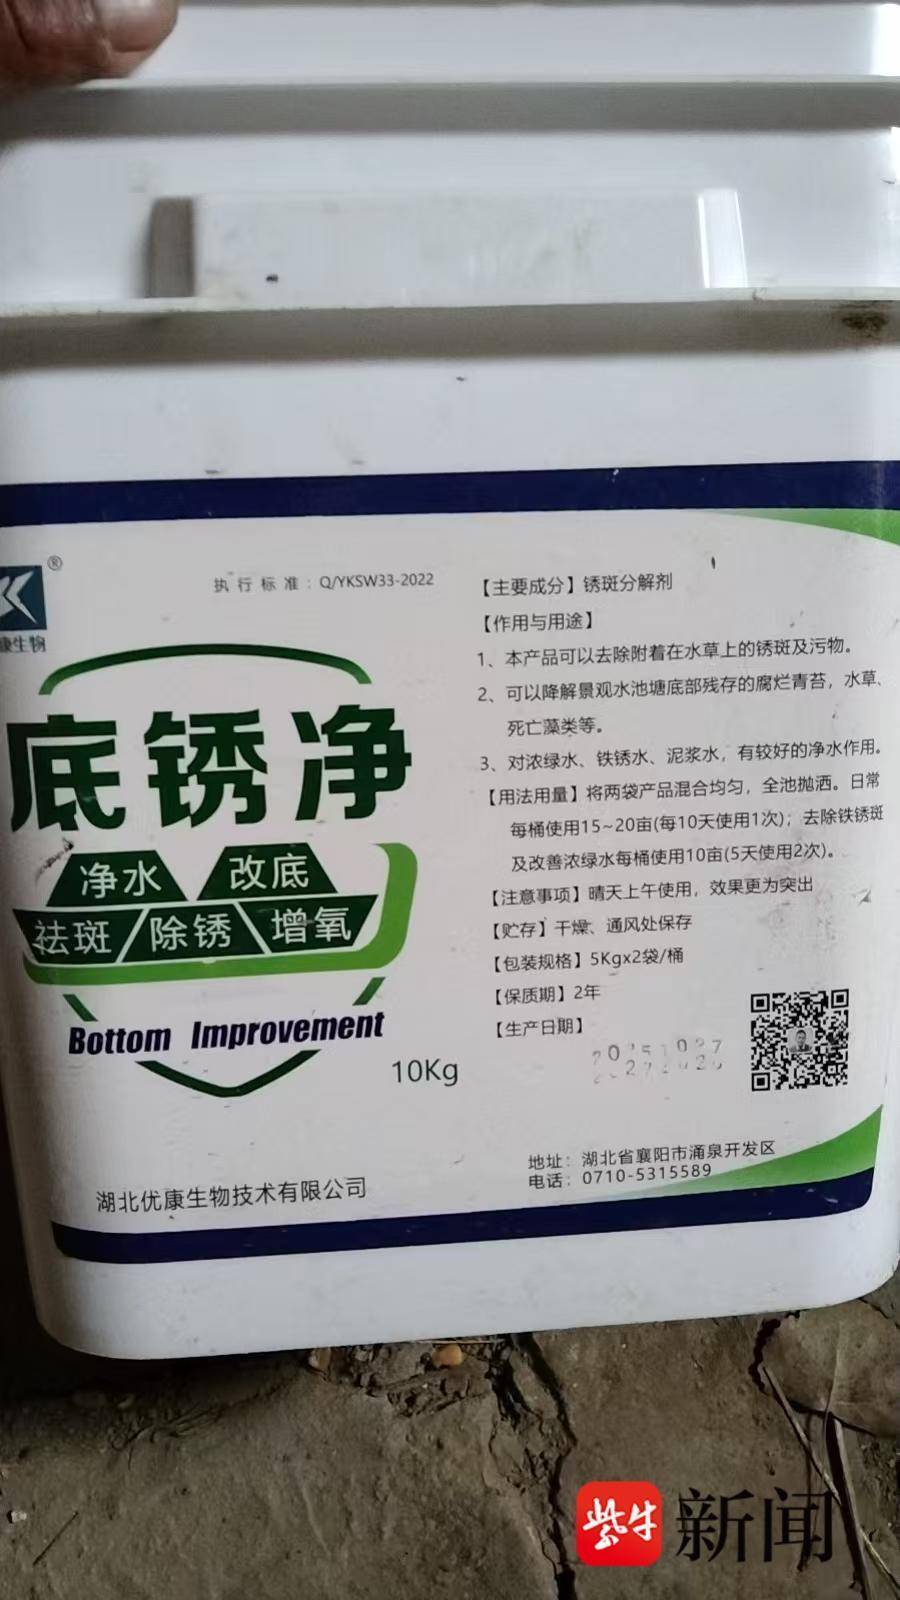 执行标准：Q/YKSW33-2022
®
康生物
底锈净
净水 改底
祛斑 除锈 增氧
Bottom Improvement
10Kg
湖北优康生物技术有限公司
【主要成分】锈斑分解剂
【作用与用途】
1、本产品可以去除附着在水草上的锈斑及污物。
2、可以降解景观水池塘底部残存的腐烂青苔，水草、
死亡藻类等。
3、对浓绿水、铁锈水、泥浆水，有较好的净水作用。
【用法用量】将两袋产品混合均匀，全池抛洒。日常
每桶使用15~20亩(每10天使用1次)；去除铁锈斑
及改善浓绿水每桶使用10亩(5天使用2次)。
【注意事项】晴天上午使用，效果更为突出
【贮存】干燥、通风处保存
【包装规格】5Kgx2袋/桶
【保质期】2年
【生产日期】
地址：湖北省襄阳市涌泉开发区
电话：0710-5315589
紫牛新闻